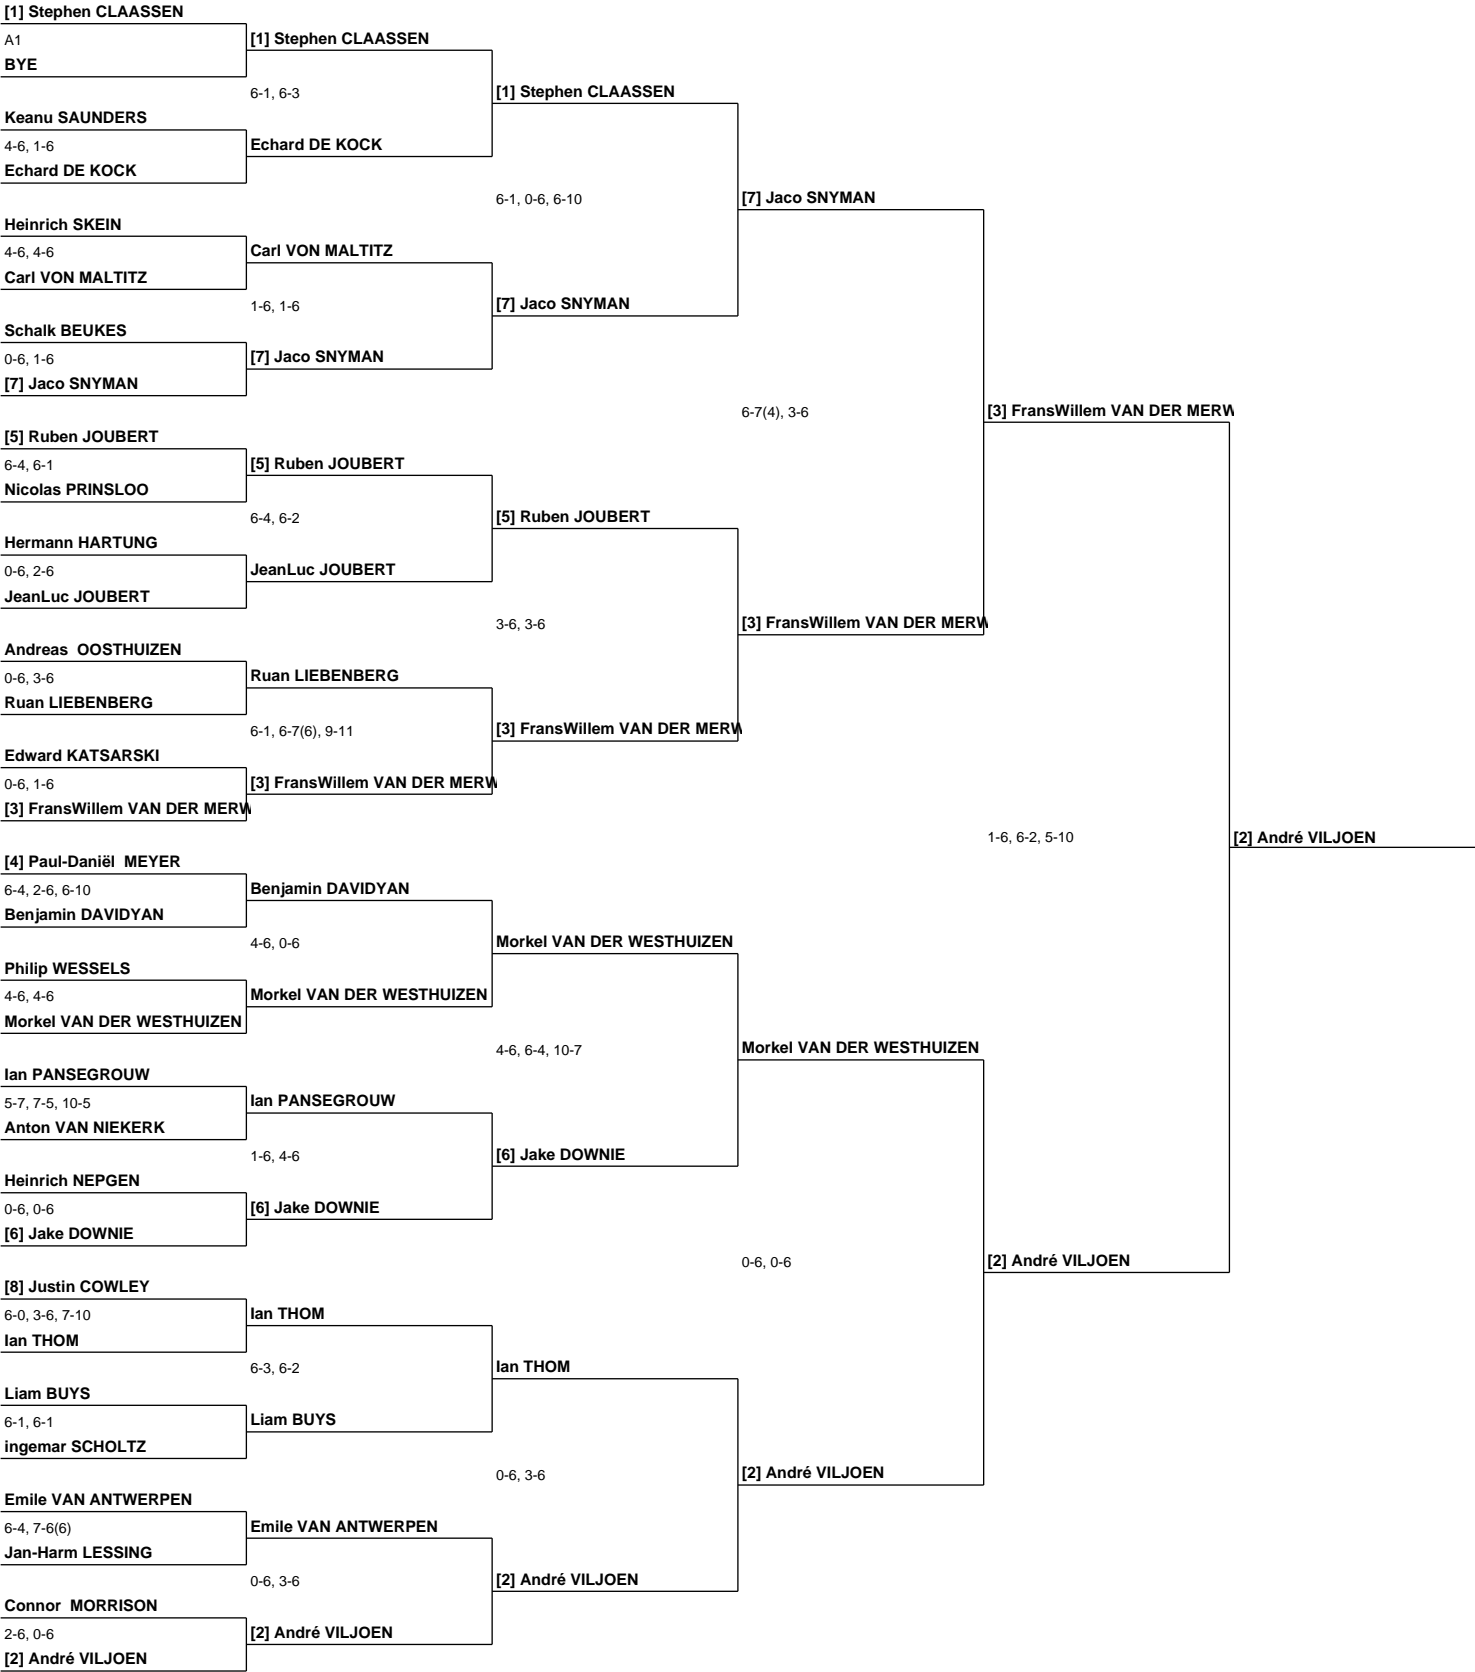 [1] Stephen CLAASSEN
A1
BYE
[1] Stephen CLAASSEN
6-1, 6-3
Keanu SAUNDERS
4-6, 1-6
Echard DE KOCK
Echard DE KOCK
[1] Stephen CLAASSEN
6-1, 0-6, 6-10
Heinrich SKEIN
4-6, 4-6
Carl VON MALTITZ
Carl VON MALTITZ
1-6, 1-6
Schalk BEUKES
0-6, 1-6
[7] Jaco SNYMAN
[7] Jaco SNYMAN
[7] Jaco SNYMAN
[7] Jaco SNYMAN
6-7(4), 3-6
[5] Ruben JOUBERT
6-4, 6-1
Nicolas PRINSLOO
[5] Ruben JOUBERT
6-4, 6-2
Hermann HARTUNG
0-6, 2-6
JeanLuc JOUBERT
JeanLuc JOUBERT
[5] Ruben JOUBERT
3-6, 3-6
Andreas  OOSTHUIZEN
0-6, 3-6
Ruan LIEBENBERG
Ruan LIEBENBERG
6-1, 6-7(6), 9-11
Edward KATSARSKI
0-6, 1-6
[3] FransWillem VAN DER MERW
[3] FransWillem VAN DER MERW
[3] FransWillem VAN DER MERW
[3] FransWillem VAN DER MERW
[3] FransWillem VAN DER MERW
1-6, 6-2, 5-10
[2] André VILJOEN
[4] Paul-Daniël  MEYER
6-4, 2-6, 6-10
Benjamin DAVIDYAN
Benjamin DAVIDYAN
4-6, 0-6
Philip WESSELS
4-6, 4-6
Morkel VAN DER WESTHUIZEN
Morkel VAN DER WESTHUIZEN
Morkel VAN DER WESTHUIZEN
4-6, 6-4, 10-7
Ian PANSEGROUW
5-7, 7-5, 10-5
Anton VAN NIEKERK
Ian PANSEGROUW
1-6, 4-6
Heinrich NEPGEN
0-6, 0-6
[6] Jake DOWNIE
[6] Jake DOWNIE
[6] Jake DOWNIE
Morkel VAN DER WESTHUIZEN
0-6, 0-6
[8] Justin COWLEY
6-0, 3-6, 7-10
Ian THOM
Ian THOM
6-3, 6-2
Liam BUYS
6-1, 6-1
ingemar SCHOLTZ
Liam BUYS
Ian THOM
0-6, 3-6
Emile VAN ANTWERPEN
6-4, 7-6(6)
Jan-Harm LESSING
Emile VAN ANTWERPEN
0-6, 3-6
Connor  MORRISON
2-6, 0-6
[2] André VILJOEN
[2] André VILJOEN
[2] André VILJOEN
[2] André VILJOEN
[2] André VILJOEN